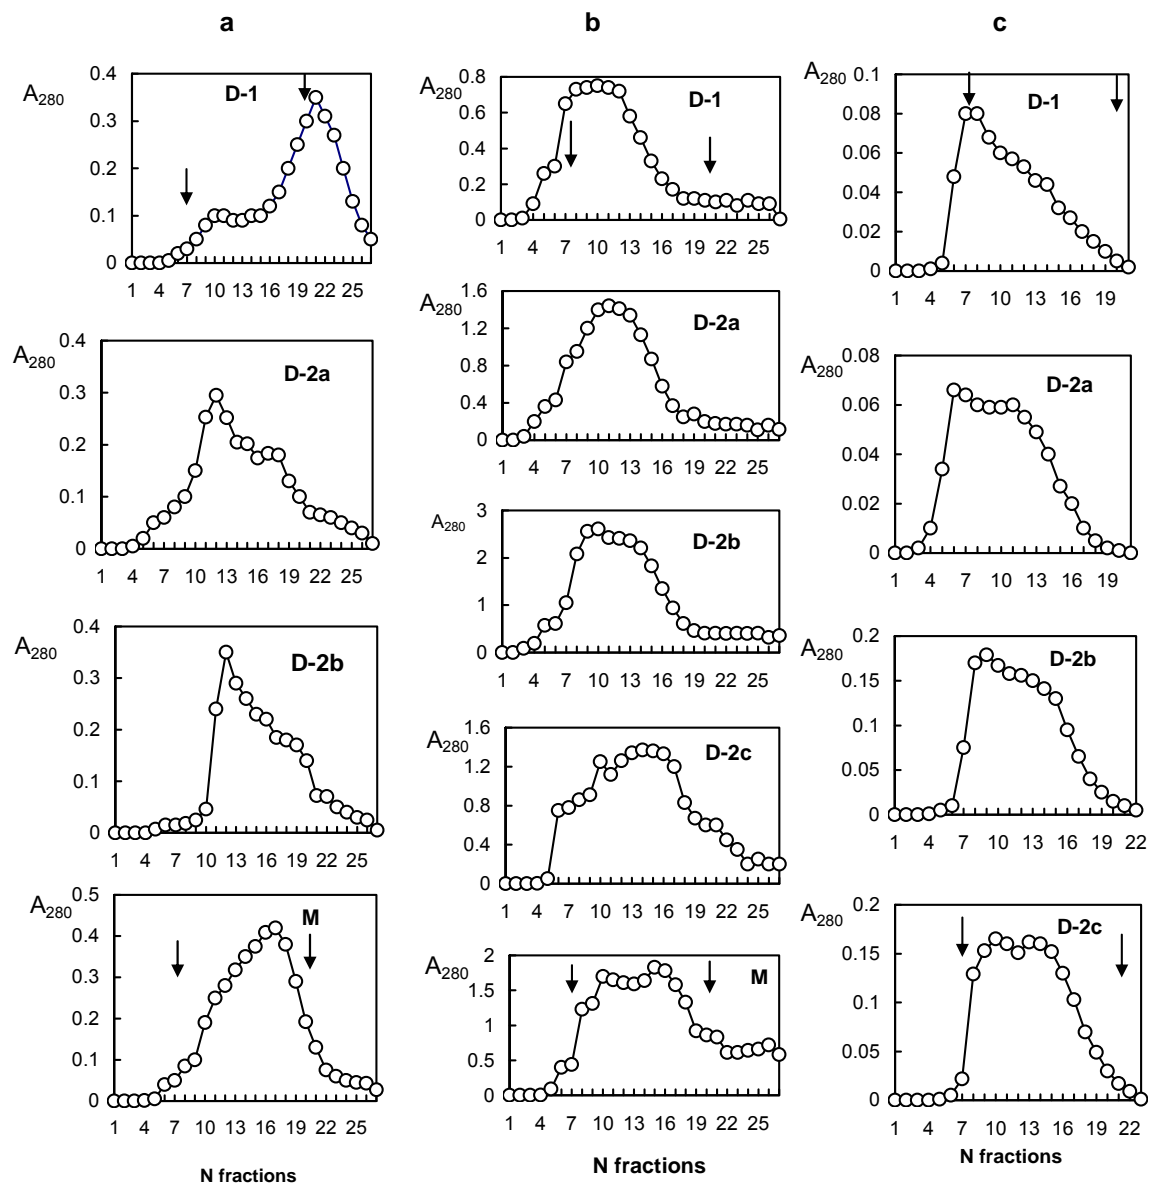 a
b
c
A280
0.4
0.3
0.2
0.1
0
D-1
1 4 7 10 13 16 19 22 25
A280
0.4
0.3
0.2
0.1
0
D-2a
1 4 7 10 13 16 19 22 25
A280
0.4
0.3
0.2
0.1
0
D-2b
1 4 7 10 13 16 19 22 25
A280
0.5
0.4
0.3
0.2
0.1
0
M
1 4 7 10 13 16 19 22 25
N fractions
A280
0.8
0.6
0.4
0.2
0
D-1
1 4 7 10 13 16 19 22 25
A280
1.6
1.2
0.8
0.4
0
D-2a
1 4 7 10 13 16 19 22 25
A280
3
2
1
0
D-2b
1 4 7 10 13 16 19 22 25
A280
1.6
1.2
0.8
0.4
0
D-2c
1 4 7 10 13 16 19 22 25
A280
2
1.5
1
0.5
0
M
1 4 7 10 13 16 19 22 25
N fractions
A280
0.1
0.08
0.06
0.04
0.02
0
D-1
1 4 7 10 13 16 19
A280
0.08
0.06
0.04
0.02
0
D-2a
1 4 7 10 13 16 19
A280
0.2
0.15
0.1
0.05
0
D-2b
1 4 7 10 13 16 19 22
A280
0.2
0.15
0.1
0.05
0
D-2c
1 4 7 10 13 16 19 22
N fractions